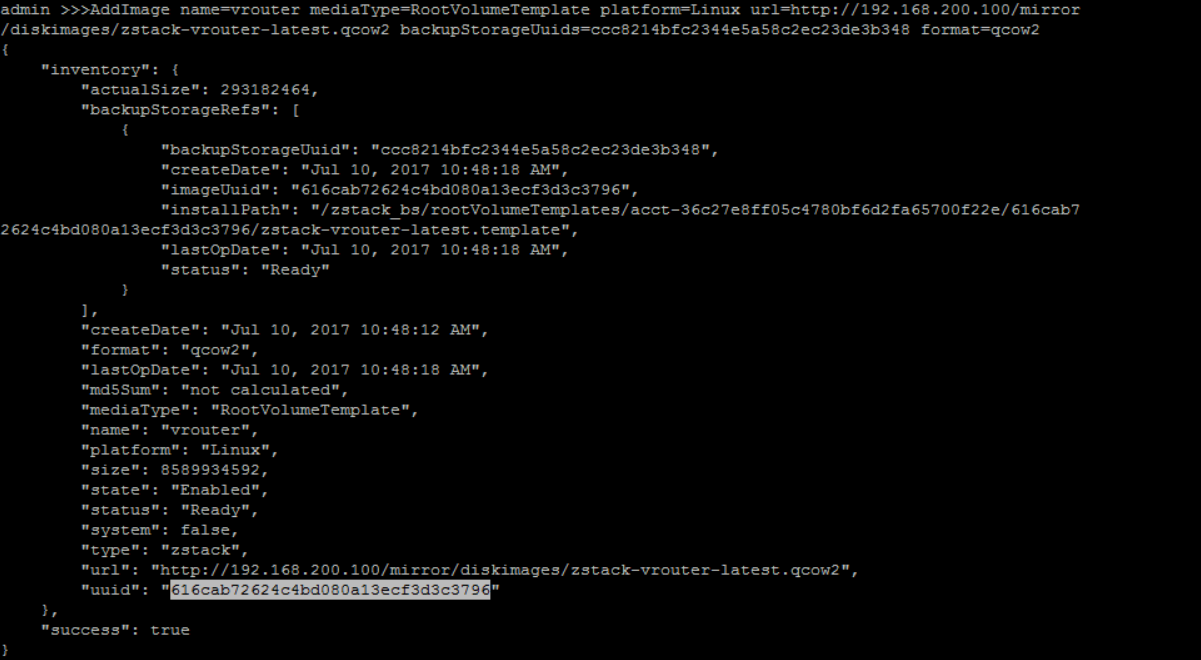 admin >>>AddImage name=vrouter mediaType=RootVolumeTemplate platform=Linux url=http://192.168.200.100/mirror
/diskimages/zstack-vrouter-latest.qcow2 backupStorageUuids=ccc8214bfc2344e5a58c2ec23de3b348 format=qcow2
{
    "inventory": {
        "actualSize": 293182464,
        "backupStorageRefs": [
            {
                "backupStorageUuid": "ccc8214bfc2344e5a58c2ec23de3b348",
                "createDate": "Jul 10, 2017 10:48:18 AM",
                "imageUuid": "616cab72624c4bd080a13ecf3d3c3796",
                "installPath": "/zstack_bs/rootVolumeTemplates/acct-36c27e8ff05c4780bf6d2fa65700f22e/616cab7
2624c4bd080a13ecf3d3c3796/zstack-vrouter-latest.template",
                "lastOpDate": "Jul 10, 2017 10:48:18 AM",
                "status": "Ready"
            }
        ],
        "createDate": "Jul 10, 2017 10:48:12 AM",
        "format": "qcow2",
        "lastOpDate": "Jul 10, 2017 10:48:18 AM",
        "md5Sum": "not calculated",
        "mediaType": "RootVolumeTemplate",
        "name": "vrouter",
        "platform": "Linux",
        "size": 8589934592,
        "state": "Enabled",
        "status": "Ready",
        "system": false,
        "type": "zstack",
        "url": "http://192.168.200.100/mirror/diskimages/zstack-vrouter-latest.qcow2",
        "uuid": "616cab72624c4bd080a13ecf3d3c3796"
    },
    "success": true
}